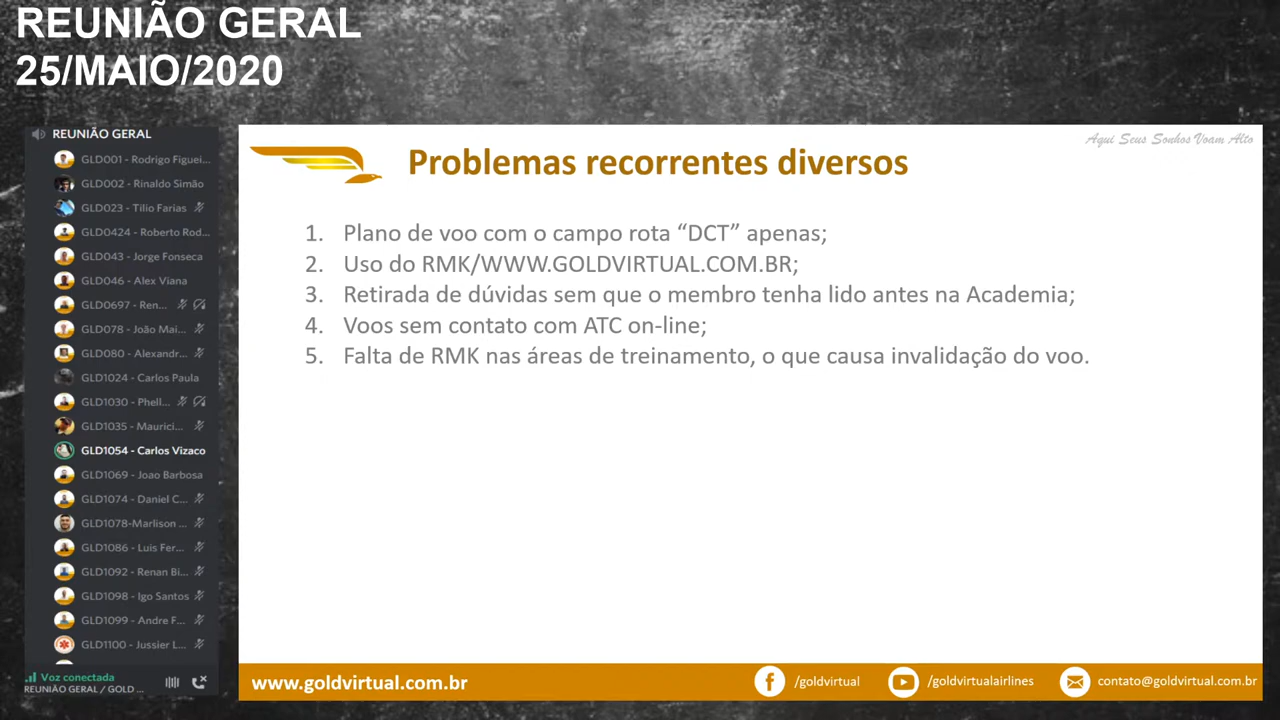 REUNIÃO GERAL
25/MAIO/2020
REUNIÃO GERAL
GLD001 - Rodrigo Figuei...
GLD002 - Rinaldo Simão
GLD023 - Tilio Farias
GLD0424 - Roberto Rod...
GLD043 - Jorge Fonseca
GLD046 - Alex Viana
GLD0697 - Ren...
GLD078 - João Mai...
GLD080 - Alexandr...
GLD1024 - Carlos Paula
GLD1030 - Phell...
GLD1035 - Maurici...
GLD1054 - Carlos Vizaco
GLD1069 - Joao Barbosa
GLD1074 - Daniel C...
GLD1078-Marlison ...
GLD1086 - Luis Fer...
GLD1092 - Renan Bi...
GLD1098 - Igo Santos
GLD1099 - Andre F...
GLD1100 - Jussier L...
Voz conectada
REUNIÃO GERAL / GOLD ...
Aqui Seus Sonhos Voam Alto
Problemas recorrentes diversos
1. Plano de voo com o campo rota “DCT” apenas;
2. Uso do RMK/WWW.GOLDVIRTUAL.COM.BR;
3. Retirada de dúvidas sem que o membro tenha lido antes na Academia;
4. Voos sem contato com ATC on-line;
5. Falta de RMK nas áreas de treinamento, o que causa invalidação do voo.
www.goldvirtual.com.br
/goldvirtual
/goldvirtualairlines
contato@goldvirtual.com.br